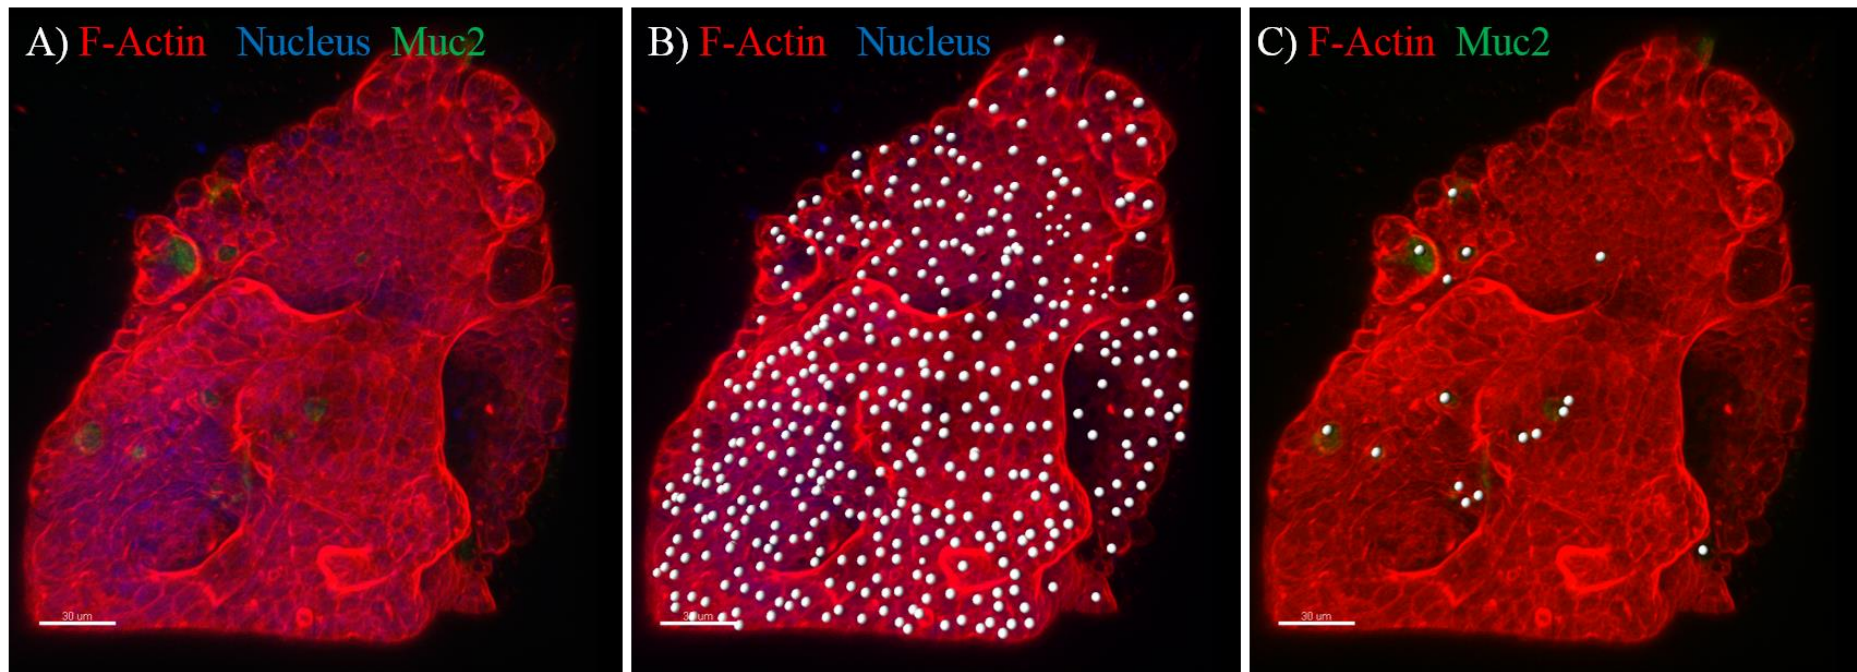 A) F-Actin Nucleus Muc2
B) F-Actin Nucleus
C) F-Actin Muc2
30 um
30 um
30 um